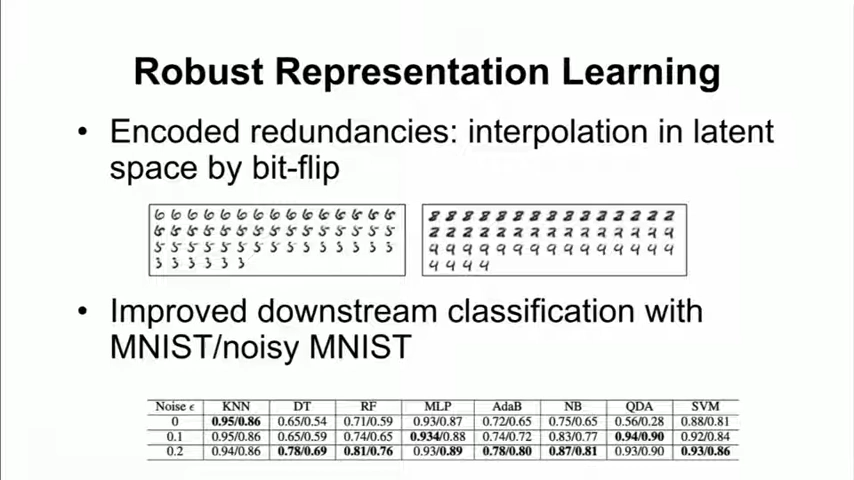 Robust Representation Learning
• Encoded redundancies: interpolation in latent
space by bit-flip
• Improved downstream classification with
MNIST/noisy MNIST
Noise ϵ KNN DT RF MLP AdaB NB QDA SVM
0 0.95/0.86 0.65/0.54 0.71/0.59 0.93/0.87 0.72/0.65 0.75/0.65 0.56/0.28 0.88/0.81
0.1 0.95/0.86 0.65/0.59 0.74/0.65 0.934/0.88 0.74/0.72 0.83/0.77 0.94/0.90 0.92/0.84
0.2 0.94/0.86 0.78/0.69 0.81/0.76 0.93/0.89 0.78/0.80 0.87/0.81 0.93/0.90 0.93/0.86